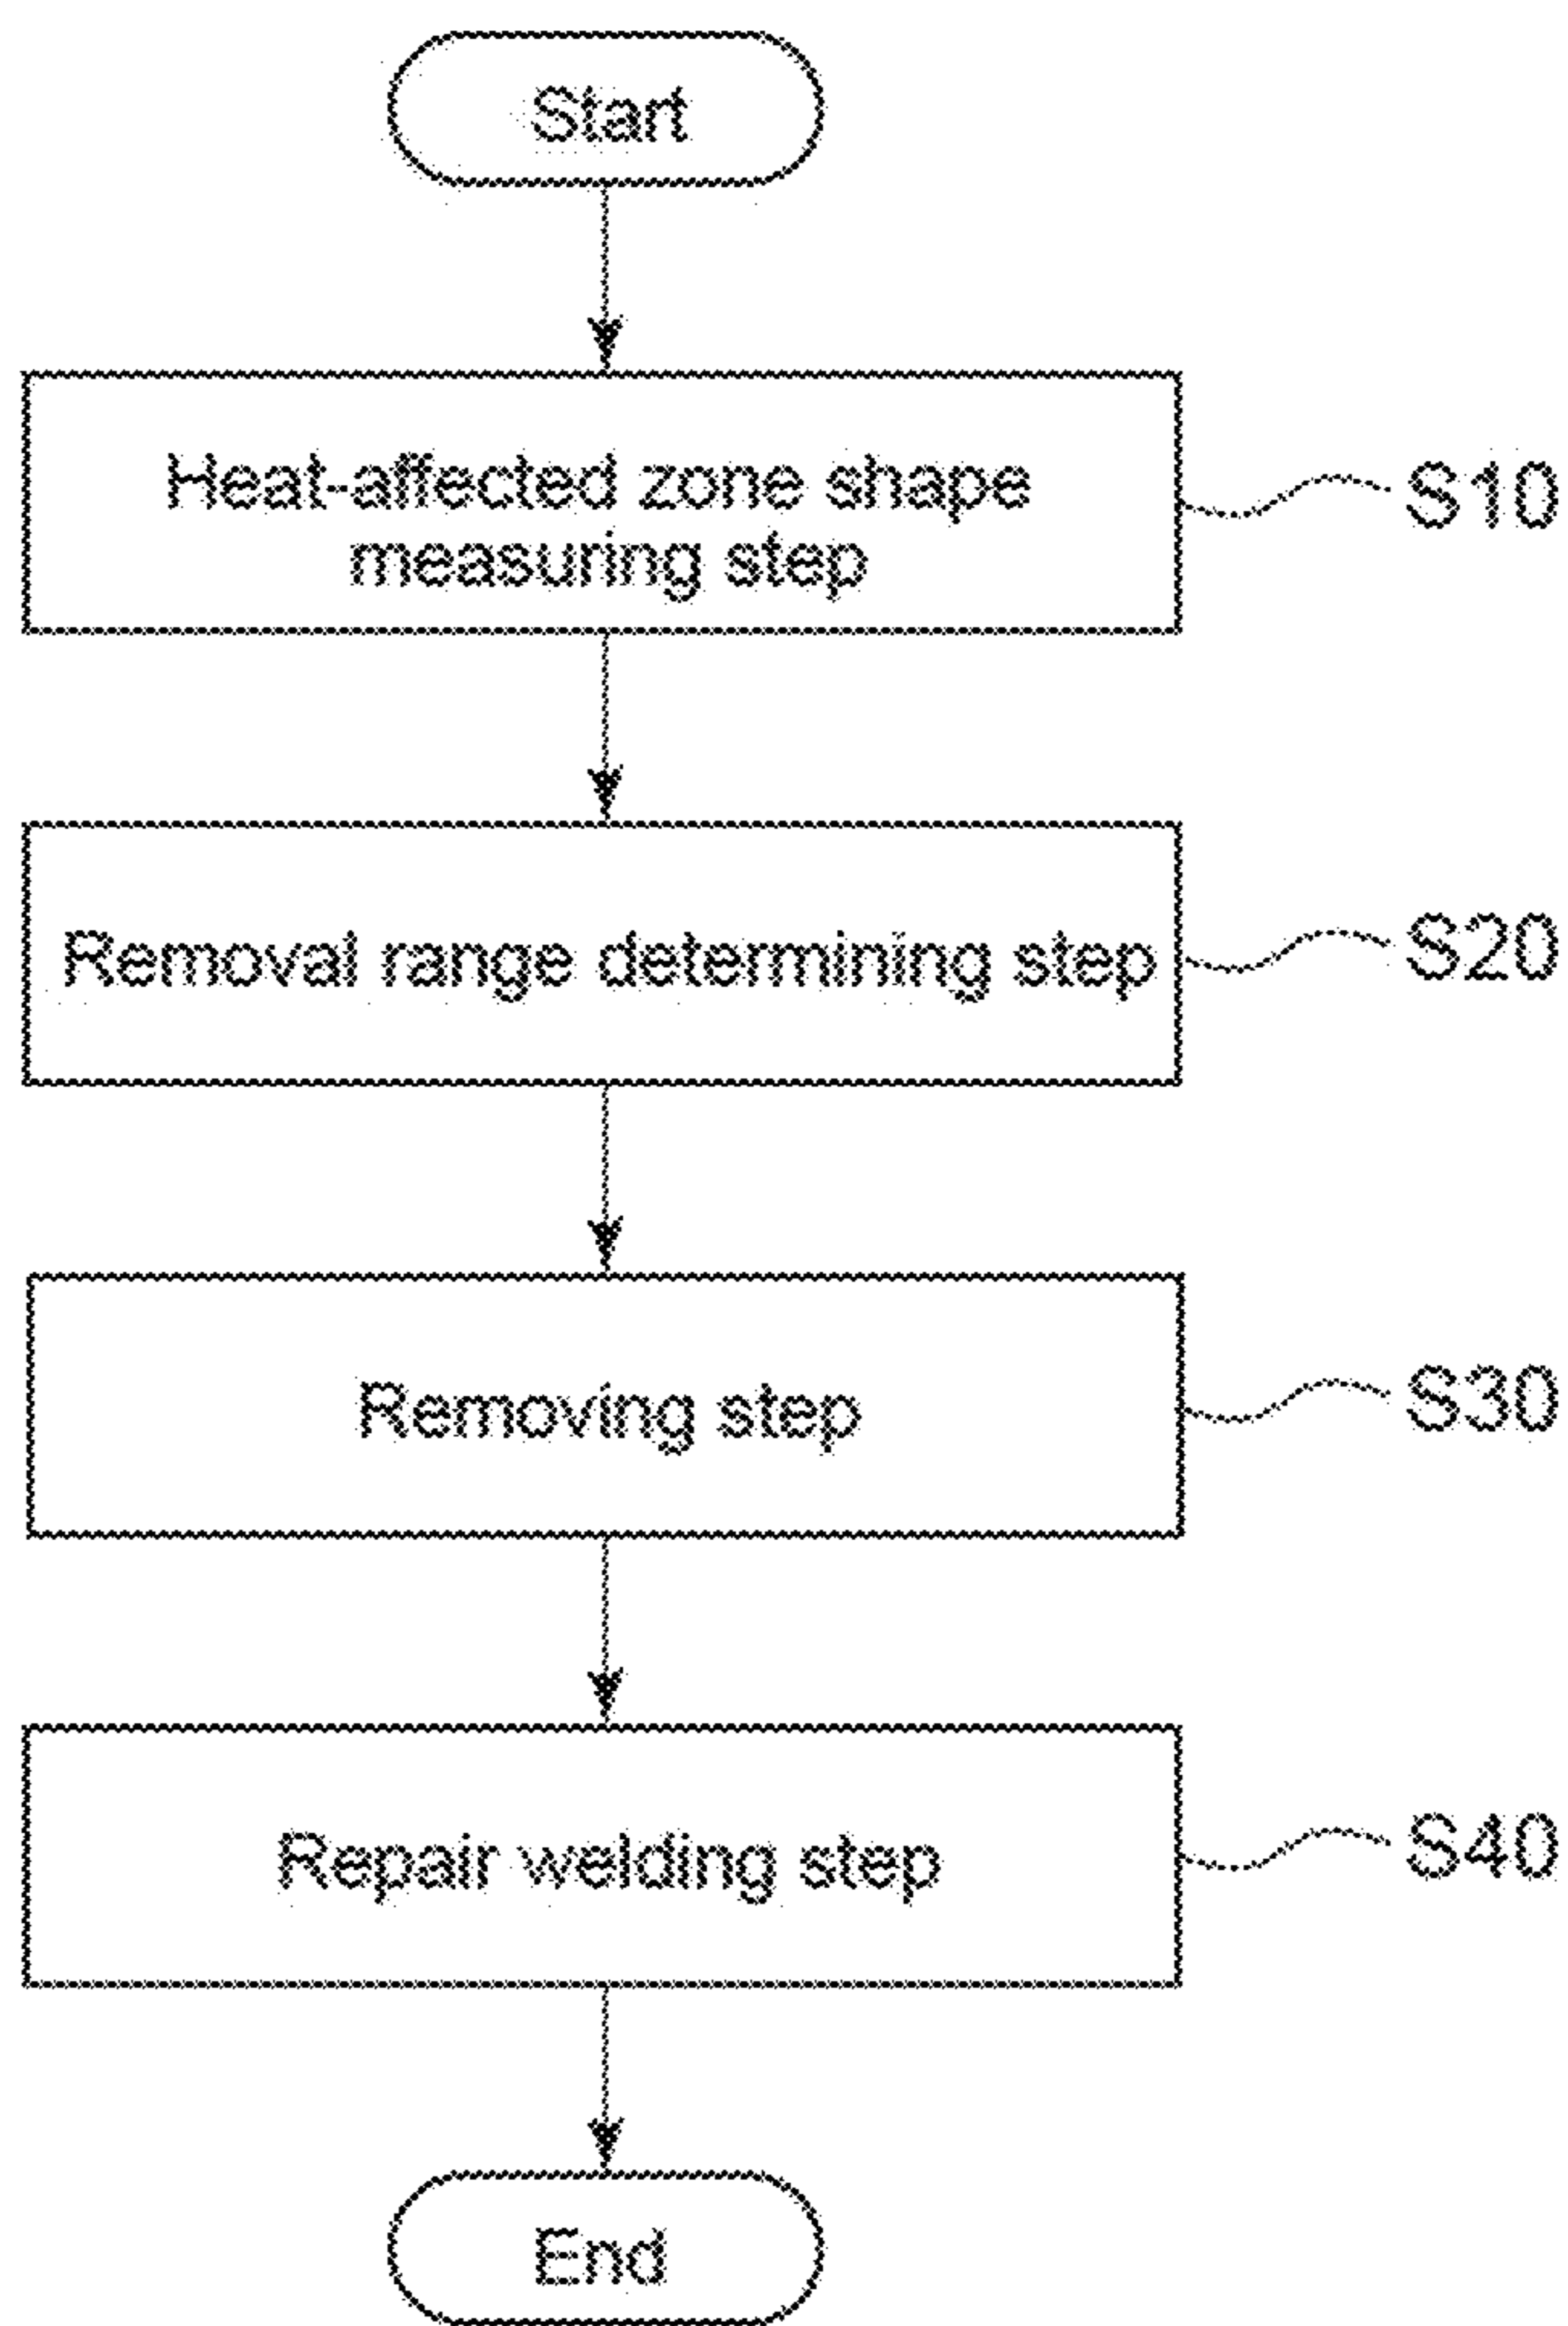 Start
Heat-affected zone shape
measuring step
S10
Removal range determining step
S20
Removing step
S30
Repair welding step
S40
End